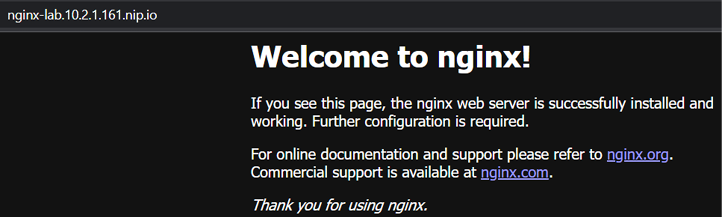 nginx-lab.10.2.1.161.nip.io
Welcome to nginx!
If you see this page, the nginx web server is successfully installed and
working. Further configuration is required.
For online documentation and support please refer to nginx.org.
Commercial support is available at nginx.com.
Thank you for using nginx.